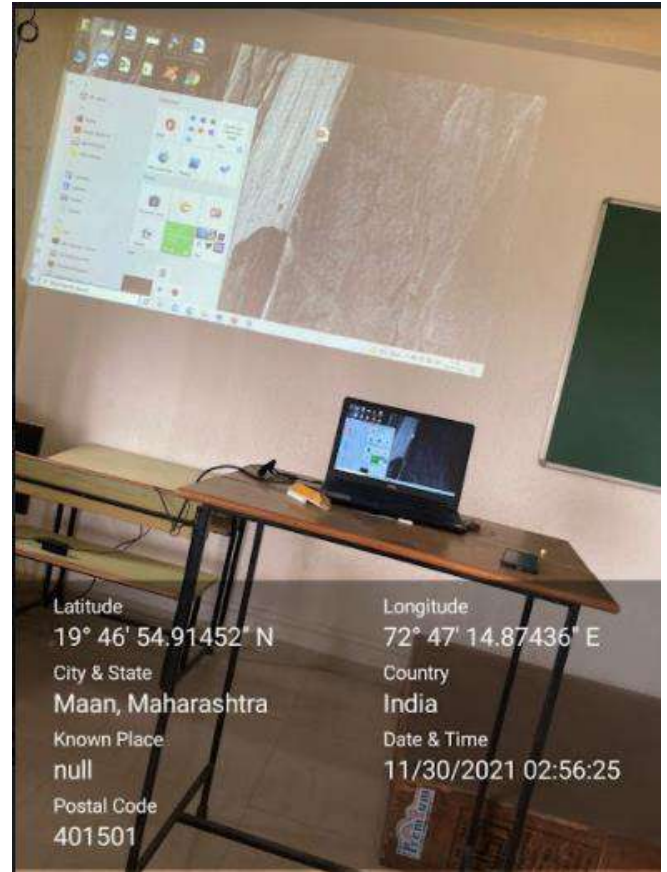 Latitude
19° 46' 54.91452" N
Longitude
72° 47' 14.87436" E
City & State
Maan, Maharashtra
Country
India
Known Place
null
Date & Time
11/30/2021 02:56:25
Postal Code
401501
Premium